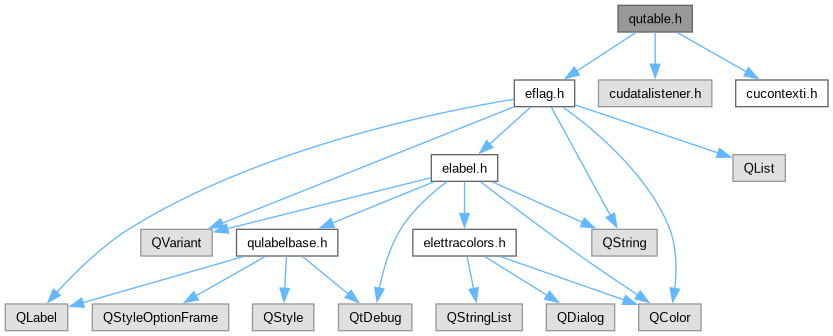 qutable.h
eflag.h
cudatalistener.h
cucontexti.h
elabel.h
QList
QVariant
qulabelbase.h
elettracolors.h
QString
QLabel
QStyleOptionFrame
QStyle
QtDebug
QStringList
QDialog
QColor